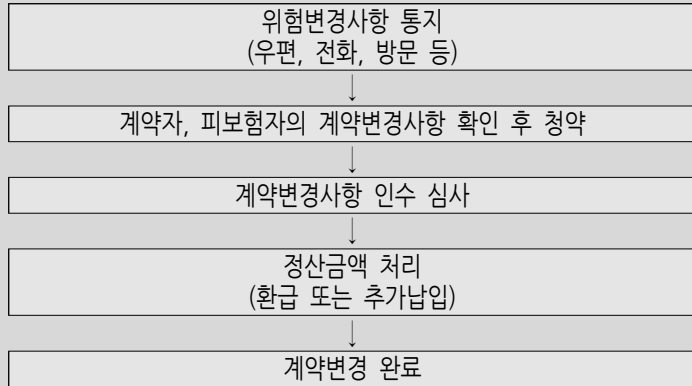 위험변경사항 통지
(우편, 전화, 방문 등)
↓
계약자, 피보험자의 계약변경사항 확인 후 청약
↓
계약변경사항 인수 심사
↓
정산금액 처리
(환급 또는 추가납입)
↓
계약변경 완료